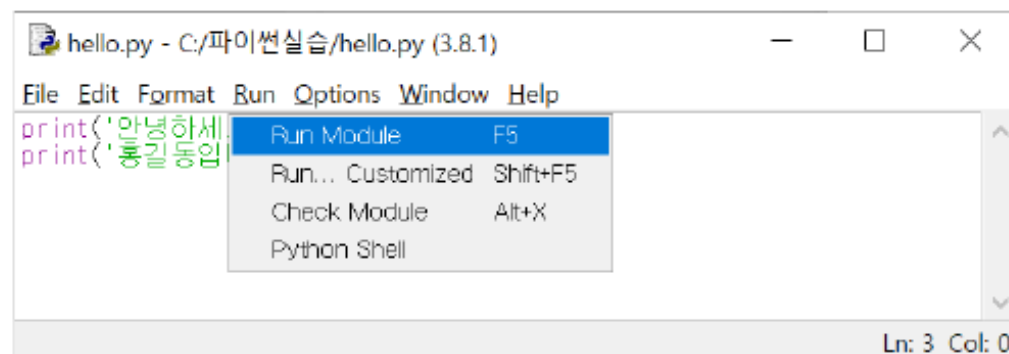 hello.py - C:/파이썬실습/hello.py (3.8.1)
File Edit Format Run Options Window Help
print('안녕하세
print('홍길동입
Run Module F5
Run... Customized Shift+F5
Check Module Alt+X
Python Shell
Ln: 3 Col: 0